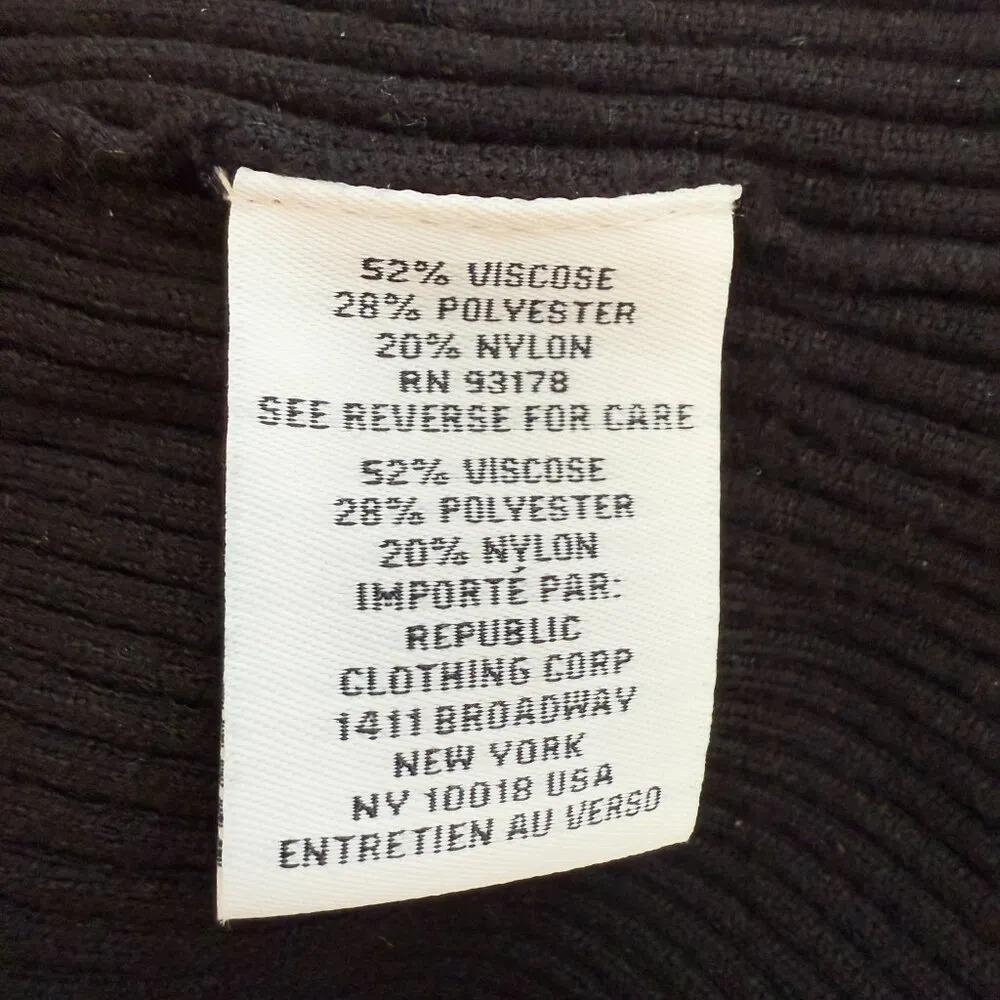 52% VISCOSE
28% POLYESTER
20% NYLON
RN 93178
SEE REVERSE FOR CARE
52% VISCOSE
28% POLYESTER
20% NYLON
IMPORTÉ PAR:
REPUBLIC
CLOTHING CORP
1411 BROADWAY
NEW YORK
NY 10018 USA
ENTRETIEN AU VERSO